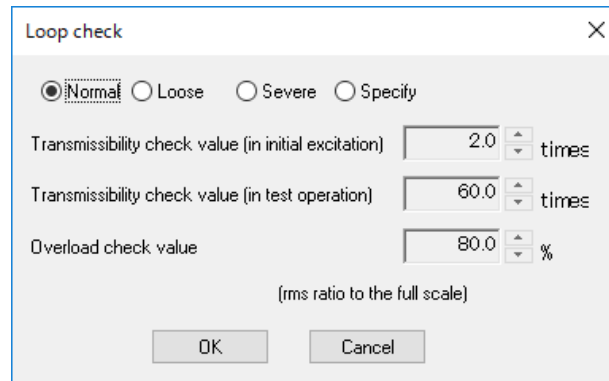 Loop check
Normal Loose Severe Specify
Transmissibility check value (in initial excitation) 2.0 times
Transmissibility check value (in test operation) 60.0 times
Overload check value 80.0 %
(rms ratio to the full scale)
OK Cancel